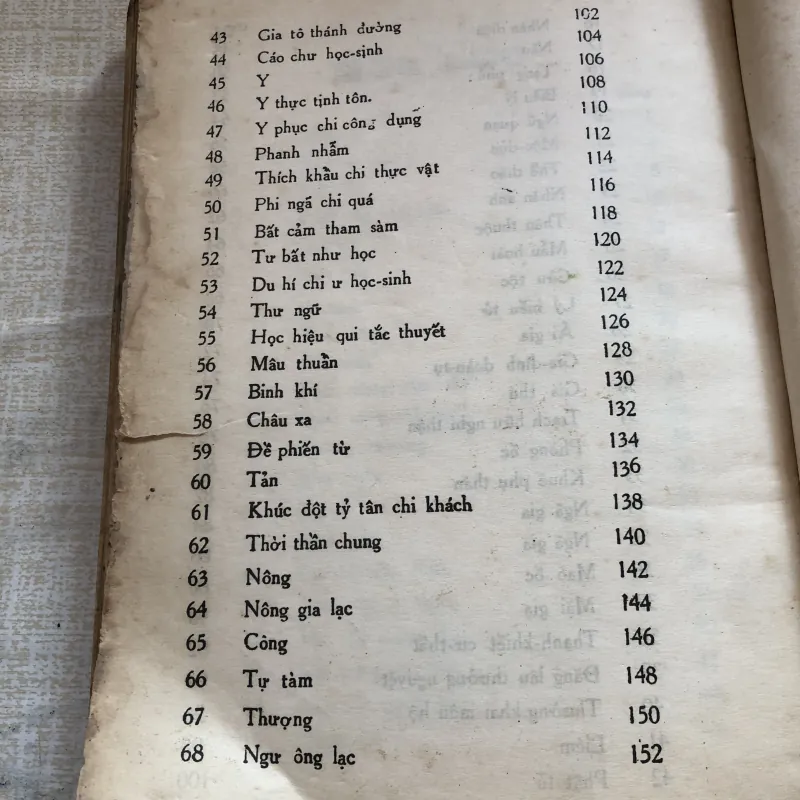 43 Gia tô thánh đường 102
44 Cáo chư học-sịnh 104
45 Y 106
46 Y thực tịnh tôn. 108
47 Y phục chi công dụng 110
48 Phanh nhẫm 112
49 Thích khẩu chi thực vật 114
50 Phi ngã chi quá 116
51 Bất cảm tham sàm 118
52 Tư bất như học 120
53 Du hí chi ư học-sinh 122
54 Thư ngữ 124
55 Học hiệu qui tắc thuyết 126
56 Mâu thuẫn 128
57 Binh khí 130
58 Châu xa 132
59 Đề phiến từ 134
60 Tản 136
61 Khúc đột tỷ tân chi khách 138
62 Thời thần chung 140
63 Nông 142
64 Nông gia lạc 144
65 Công 146
66 Tự tàm 148
67 Thượng 150
68 Ngư ông lạc 152